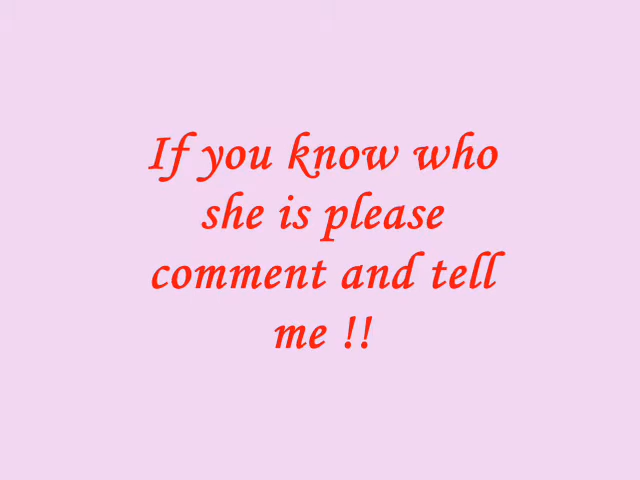 If you know who
she is please
comment and tell
me !!